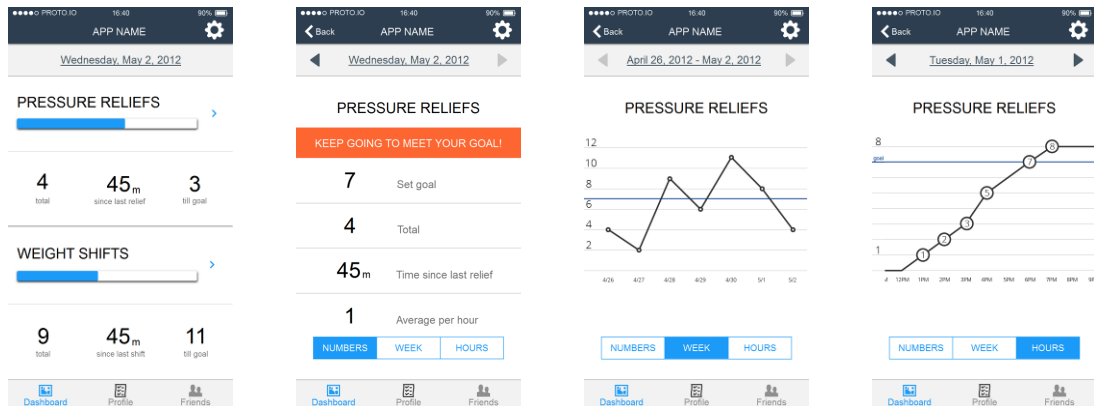 PROTO.IO 16:40 90%
APP NAME
Wednesday, May 2, 2012
PRESSURE RELIEFS
4 45m 3
total since last relief till goal
WEIGHT SHIFTS
9 45m 11
total since last shift till goal
Dashboard Profile Friends
PROTO.IO 16:40 90%
Back APP NAME
Wednesday, May 2, 2012
PRESSURE RELIEFS
KEEP GOING TO MEET YOUR GOAL!
7 Set goal
4 Total
45m Time since last relief
1 Average per hour
NUMBERS WEEK HOURS
Dashboard Profile Friends
PROTO.IO 16:40 90%
Back APP NAME
April 26, 2012 - May 2, 2012
PRESSURE RELIEFS
12
10
8
6
4
2
4/26 4/27 4/28 4/29 4/30 5/1 5/2
NUMBERS WEEK HOURS
Dashboard Profile Friends
PROTO.IO 16:40 90%
Back APP NAME
Tuesday, May 1, 2012
PRESSURE RELIEFS
8
8
goal
7
5
3
2
1
1
12PM 1PM 2PM 3PM 4PM 5PM 6PM 7PM 8PM
NUMBERS WEEK HOURS
Dashboard Profile Friends